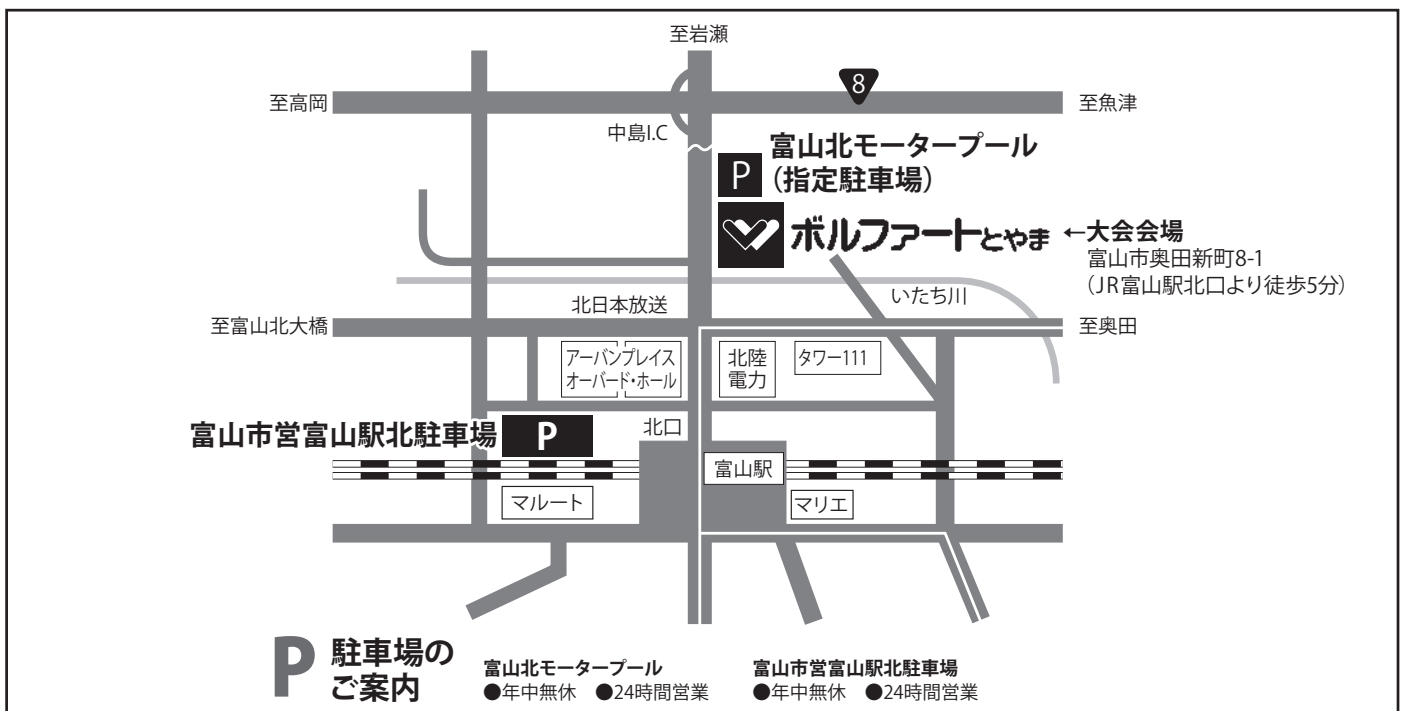 至岩瀬
8
至高岡
至魚津
中島I.C
P
富山北モータープール
(指定駐車場)
ボルファートとやま
←大会会場
富山市奥田新町8-1
(JR富山駅北口より徒歩5分)
いたち川
北日本放送
至富山北大橋
至奥田
アーバンプレイス
オーバード・ホール
北陸
電力
タワー111
富山市営富山駅北駐車場
P
北口
富山駅
マルート
マリエ
P
駐車場の
ご案内
富山北モータープール
●年中無休 ●24時間営業
富山市営富山駅北駐車場
●年中無休 ●24時間営業